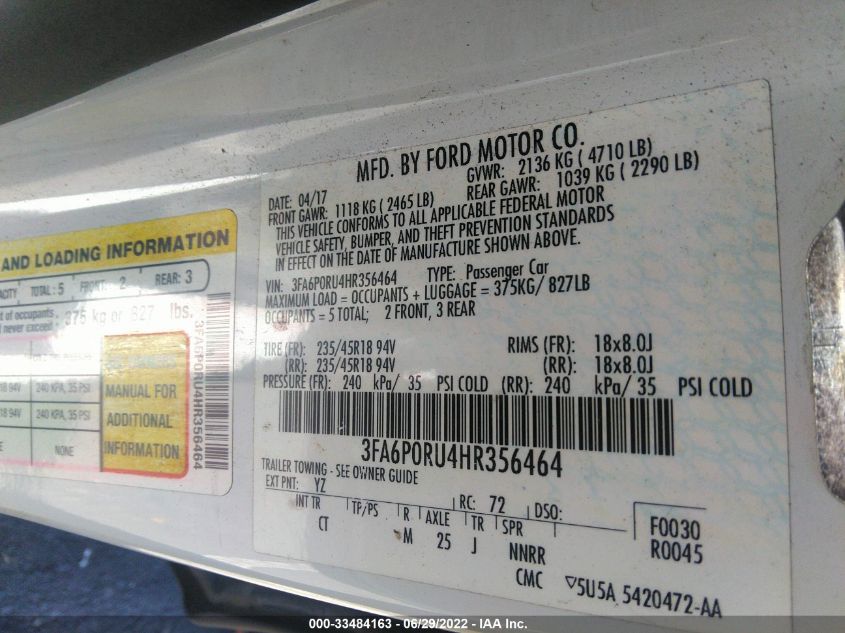 AND LOADING INFORMATION
TOTAL: 5 FRONT: 2 REAR: 3
of occupants
never exceed 375 kg or 827 lbs.
18 94V 240 KPA, 35 PSI
18 94V 240 KPA, 35 PSI
NONE
MANUAL FOR
ADDITIONAL
INFORMATION
3FA6P0RU4HR356464
MFD. BY FORD MOTOR CO.
DATE: 04/17 GVWR: 2136 KG ( 4710 LB)
FRONT GAWR: 1118 KG ( 2465 LB) REAR GAWR: 1039 KG ( 2290 LB)
THIS VEHICLE CONFORMS TO ALL APPLICABLE FEDERAL MOTOR
VEHICLE SAFETY, BUMPER, AND THEFT PREVENTION STANDARDS
IN EFFECT ON THE DATE OF MANUFACTURE SHOWN ABOVE.
VIN: 3FA6P0RU4HR356464 TYPE: Passenger Car
MAXIMUM LOAD = OCCUPANTS + LUGGAGE = 375KG/ 827LB
OCCUPANTS = 5 TOTAL; 2 FRONT, 3 REAR
TIRE (FR): 235/45R18 94V RIMS (FR): 18x8.0J
(RR): 235/45R18 94V (RR): 18x8.0J
PRESSURE (FR): 240 kPa/ 35 PSI COLD (RR): 240 kPa/ 35 PSI COLD
3FA6P0RU4HR356464
TRAILER TOWING - SEE OWNER GUIDE
EXT PNT: YZ RC: 72 DSO: F0030
INT TR TP/PS R AXLE TR SPR R0045
CT M 25 J NNRR
CMC ▽5U5A 5420472-AA
000-33484163 - 06/29/2022 - IAA Inc.